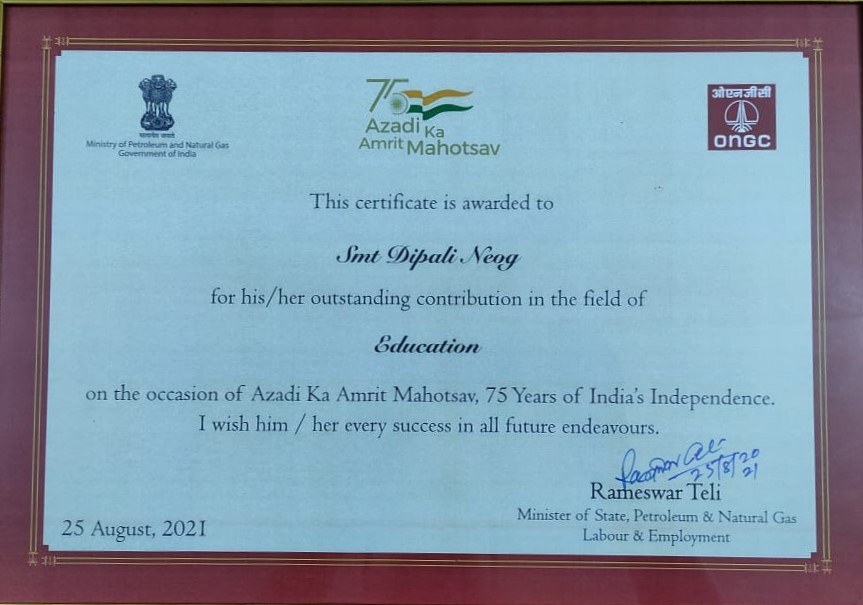 सत्यमेव जयते
Ministry of Petroleum and Natural Gas
Government of India
75
Azadi Ka
Amrit Mahotsav
ओएनजीसी
ONGC
This certificate is awarded to
Smt Dipali Neog
for his/her outstanding contribution in the field of
Education
on the occasion of Azadi Ka Amrit Mahotsav, 75 Years of India's Independence.
I wish him / her every success in all future endeavours.
25/8/20
21
Rameswar Teli
Minister of State, Petroleum & Natural Gas
Labour & Employment
25 August, 2021